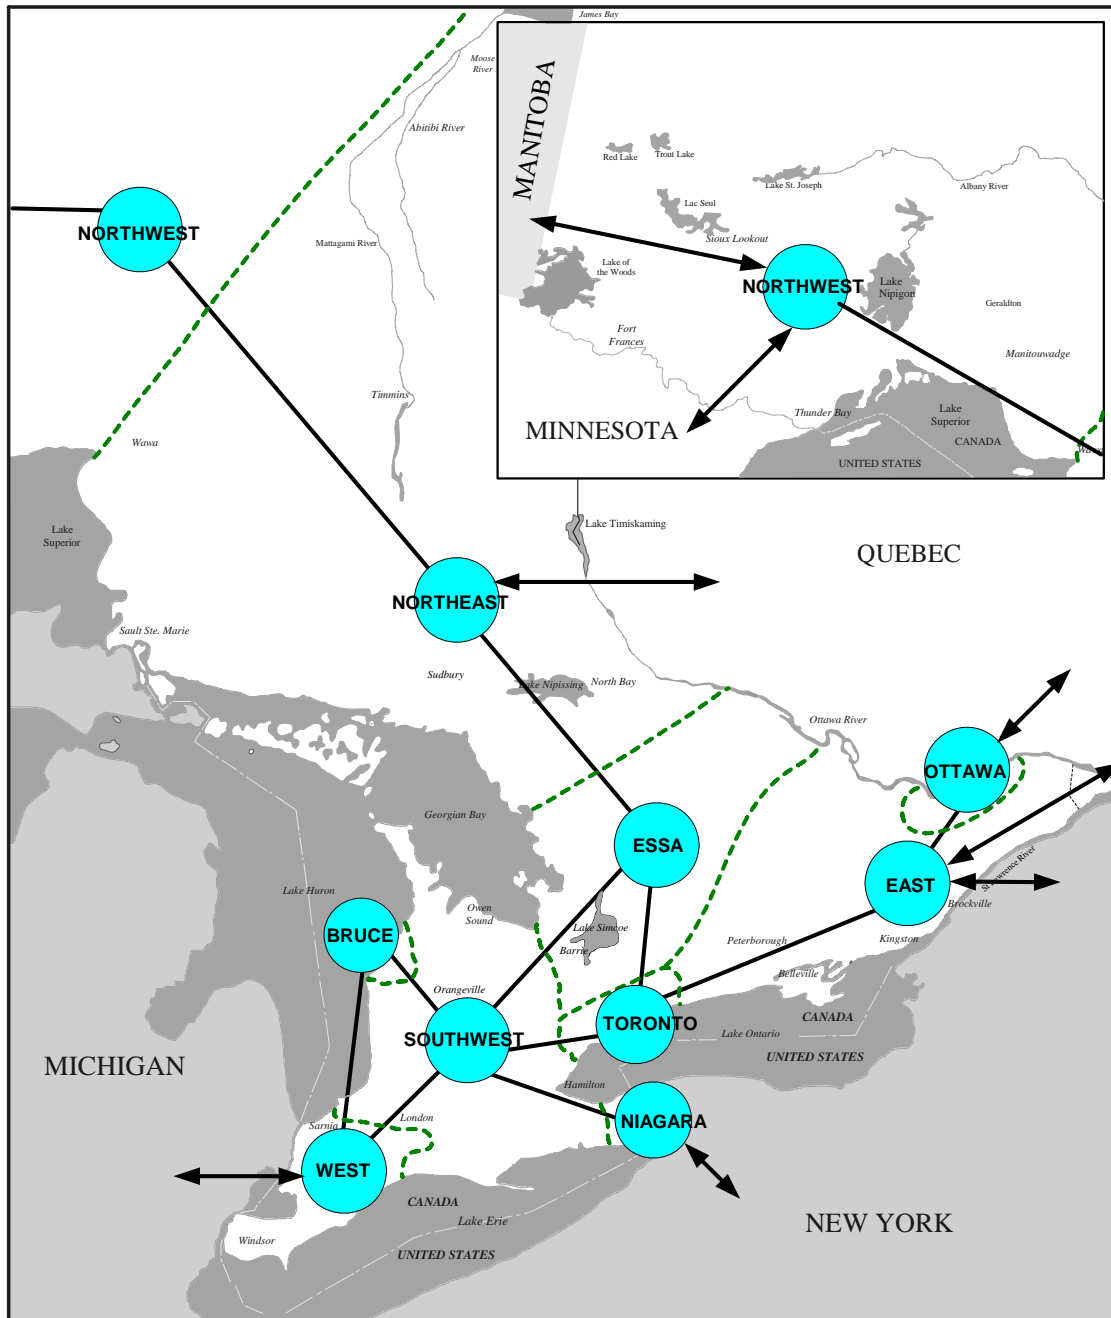 James Bay
Moose
River
Abitibi River
MANITOBA
Red Lake
Trout Lake
Lake St. Joseph
Albany River
Lac Seul
Sioux Lookout
NORTHWEST
Mattagami River
Lake of
the Woods
NORTHWEST
Lake
Nipigon
Geraldton
Fort
Frances
Manitouwadge
Timmins
Thunder Bay
Lake
Superior
MINNESOTA
CANADA
UNITED STATES
Wawa
Lake
Superior
Lake Timiskaming
QUEBEC
NORTHEAST
Sault Ste. Marie
Sudbury
Lake Nipissing
North Bay
Ottawa River
OTTAWA
Georgian Bay
ESSA
St Lawrence River
EAST
Lake Huron
Brockville
Owen
Sound
Lake Simcoe
BRUCE
Barrie
Peterborough
Kingston
Belleville
Orangeville
SOUTHWEST
TORONTO
CANADA
Lake Ontario
UNITED STATES
MICHIGAN
Hamilton
NIAGARA
London
Sarnia
WEST
CANADA
Lake Erie
NEW YORK
Windsor
UNITED STATES